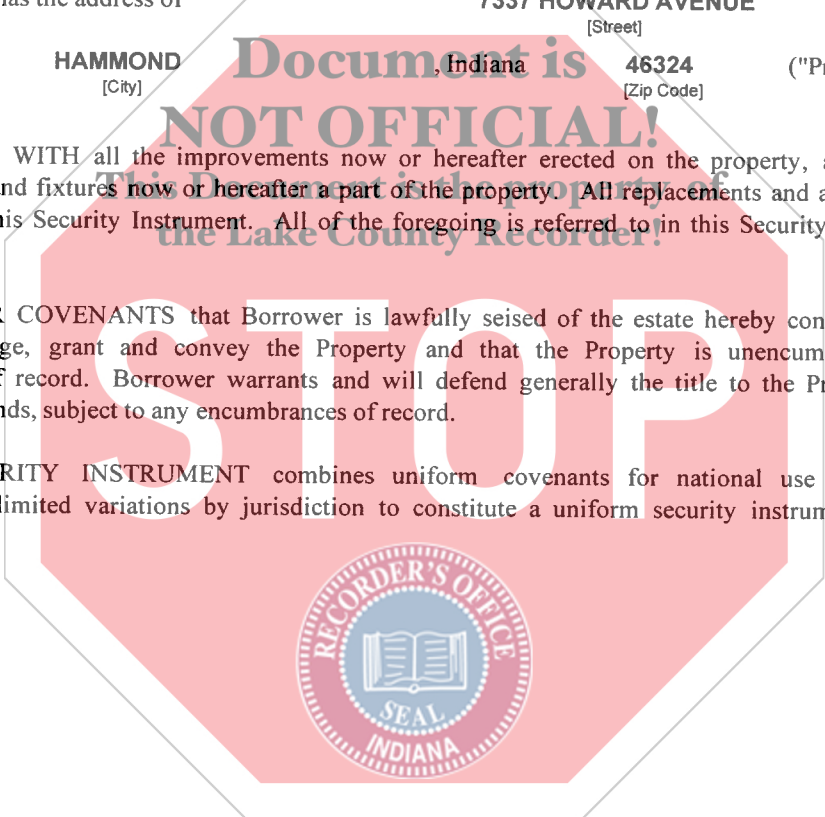 has the address of 7337 HOWARD AVENUE
[Street]
HAMMOND , Indiana 46324 ("Pr
[City] [Zip Code]
Document is
NOT OFFICIAL!
This Document is the property of
the Lake County Recorder!
WITH all the improvements now or hereafter erected on the property, a
nd fixtures now or hereafter a part of the property. All replacements and a
his Security Instrument. All of the foregoing is referred to in this Security
R COVENANTS that Borrower is lawfully seised of the estate hereby con
ge, grant and convey the Property and that the Property is unencum
f record. Borrower warrants and will defend generally the title to the Pr
nds, subject to any encumbrances of record.
RITY INSTRUMENT combines uniform covenants for national use
limited variations by jurisdiction to constitute a uniform security instrum
STOP
RECORDER'S OFFICE
SEAL
INDIANA